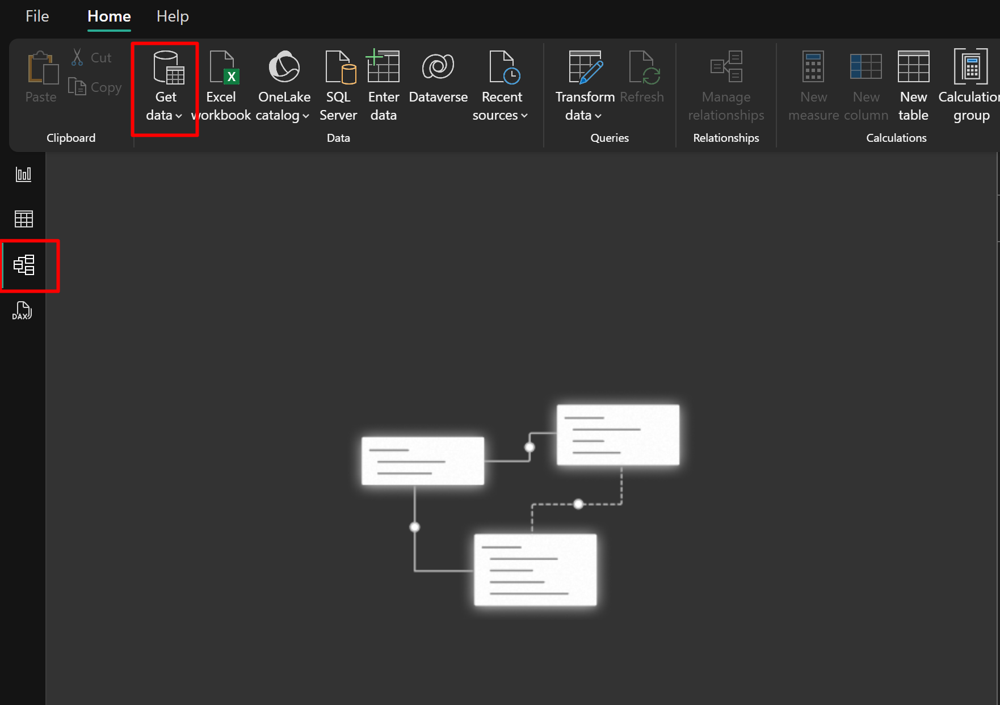 File Home Help
Paste
Cut
Copy
Clipboard
Get
data
Excel
workbook
OneLake
catalog
SQL
Server
Enter
data
Dataverse
Recent
sources
Data
Transform
data
Refresh
Queries
Manage
relationships
Relationships
New
measure
New
column
New
table
Calculation
group
Calculations
DAX